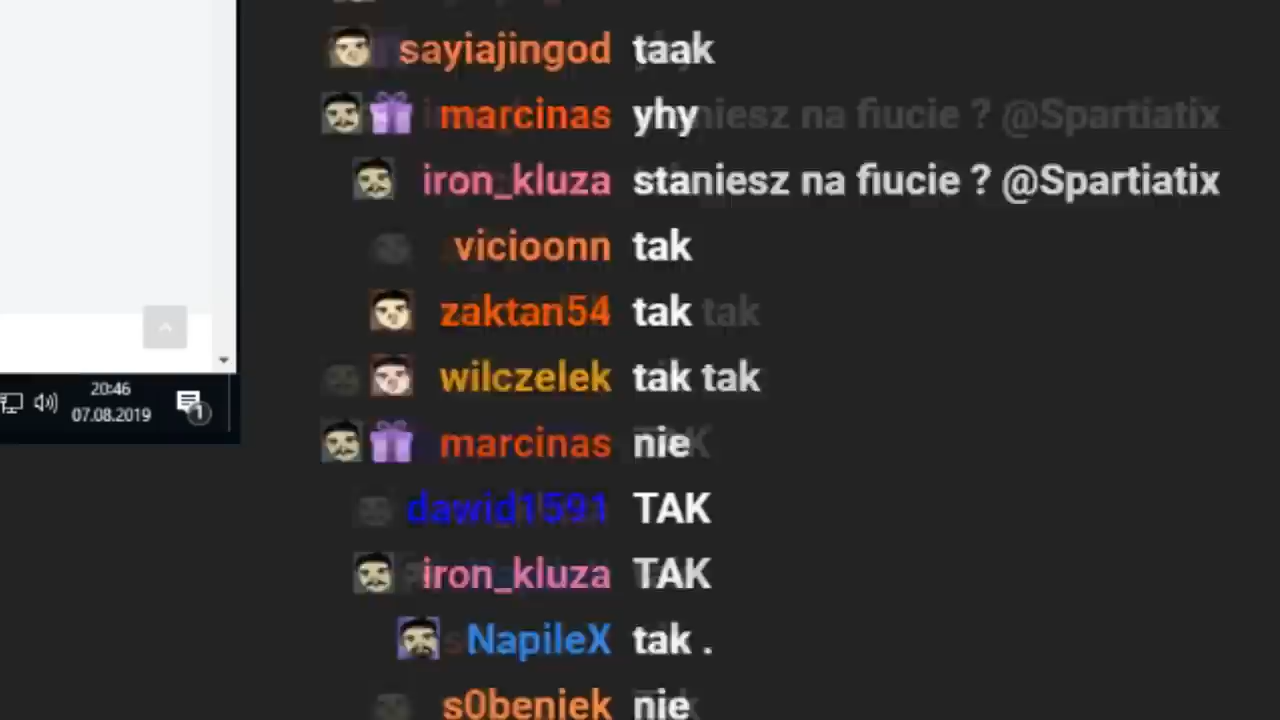 sayiajingod taak
marcinas yhy
iron_kluza staniesz na fiucie ? @Spartiatix
vicioonn tak
zaktan54 tak
wilczelek tak tak
marcinas nie
dawid1591 TAK
iron_kluza TAK
NapileX tak .
s0beniek nie
20:46
07.08.2019
1